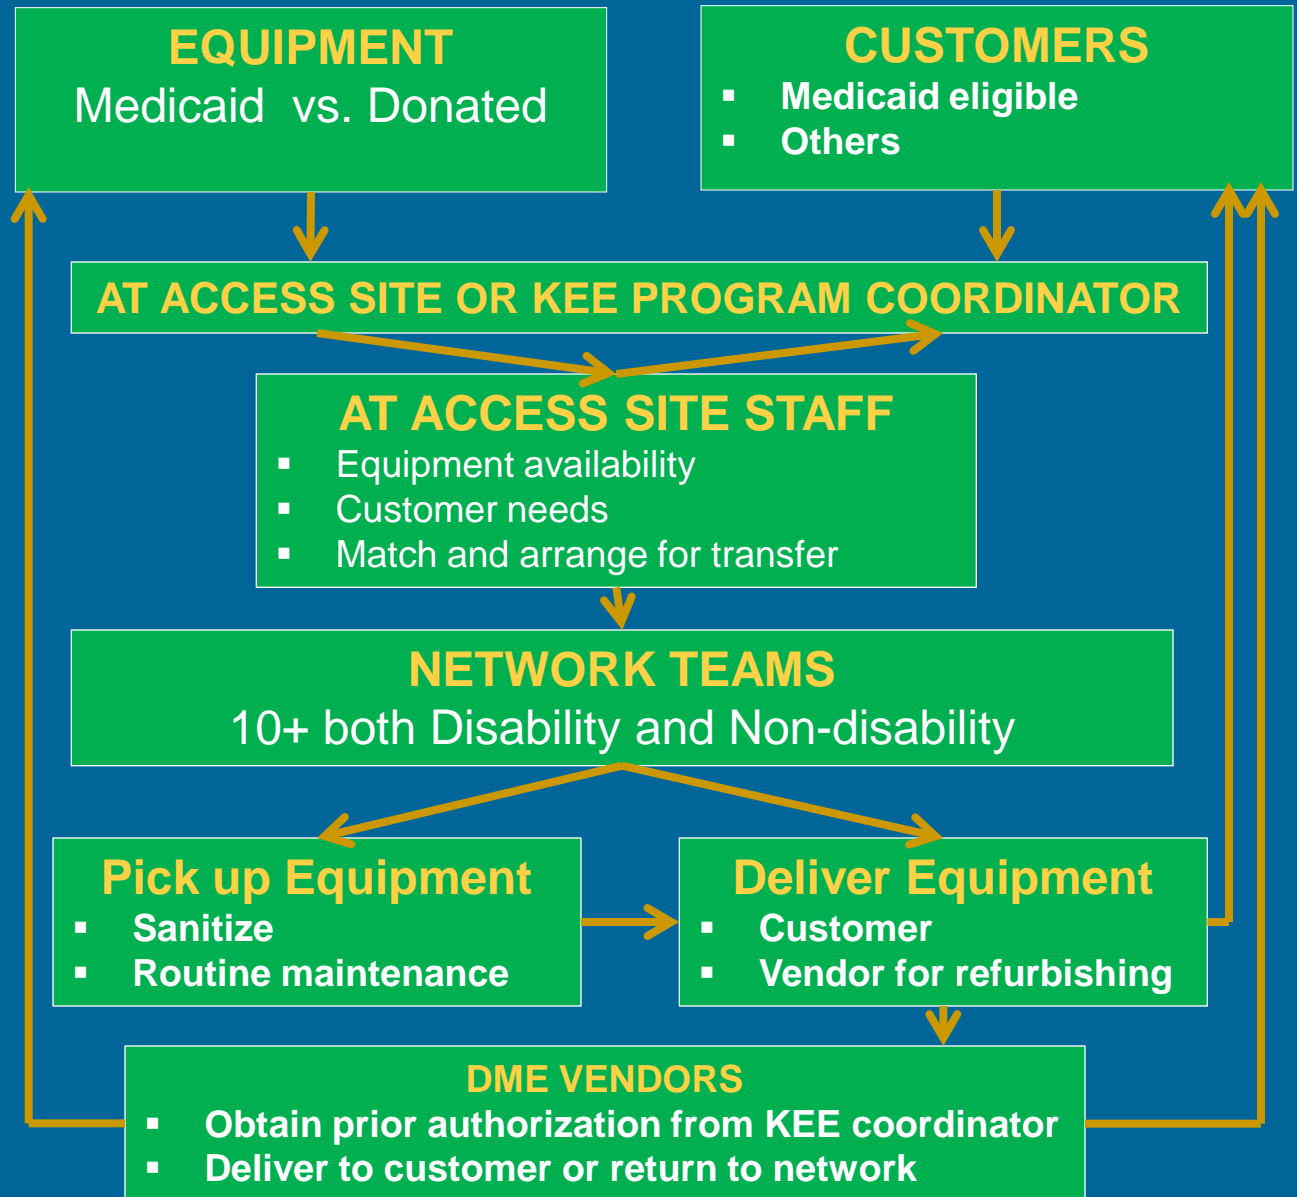 EQUIPMENT
Medicaid vs. Donated
CUSTOMERS
▪ Medicaid eligible
▪ Others
AT ACCESS SITE OR KEE PROGRAM COORDINATOR
AT ACCESS SITE STAFF
▪ Equipment availability
▪ Customer needs
▪ Match and arrange for transfer
NETWORK TEAMS
10+ both Disability and Non-disability
Pick up Equipment
▪ Sanitize
▪ Routine maintenance
Deliver Equipment
▪ Customer
▪ Vendor for refurbishing
DME VENDORS
▪ Obtain prior authorization from KEE coordinator
▪ Deliver to customer or return to network